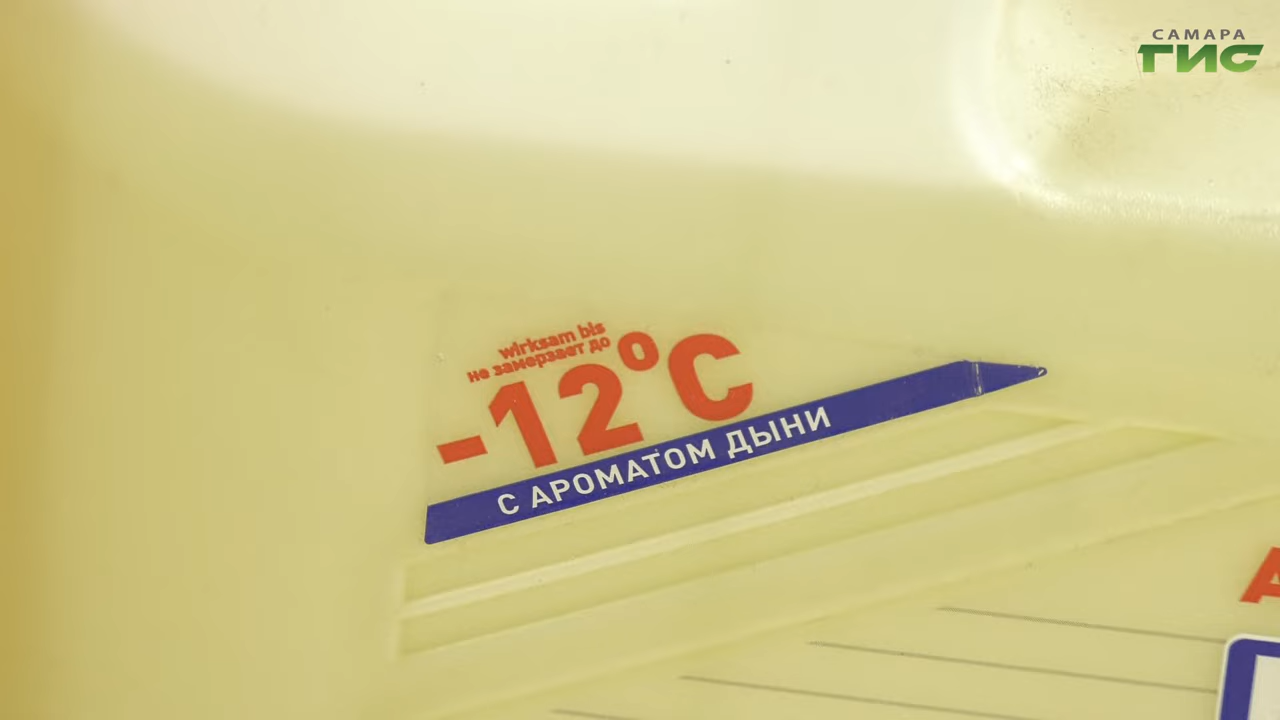 САМАРА
ГИС
wirksam bis
не замерзает до
-12°C
С АРОМАТОМ ДЫНИ